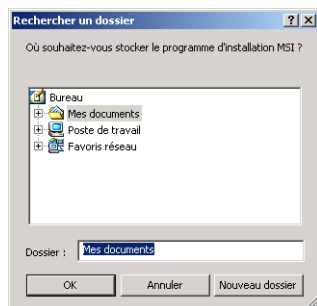 Rechercher un dossier
Où souhaitez-vous stocker le programme d'installation MSI ?
Bureau
Mes documents
Poste de travail
Favoris réseau
Dossier : Mes documents
OK Annuler Nouveau dossier